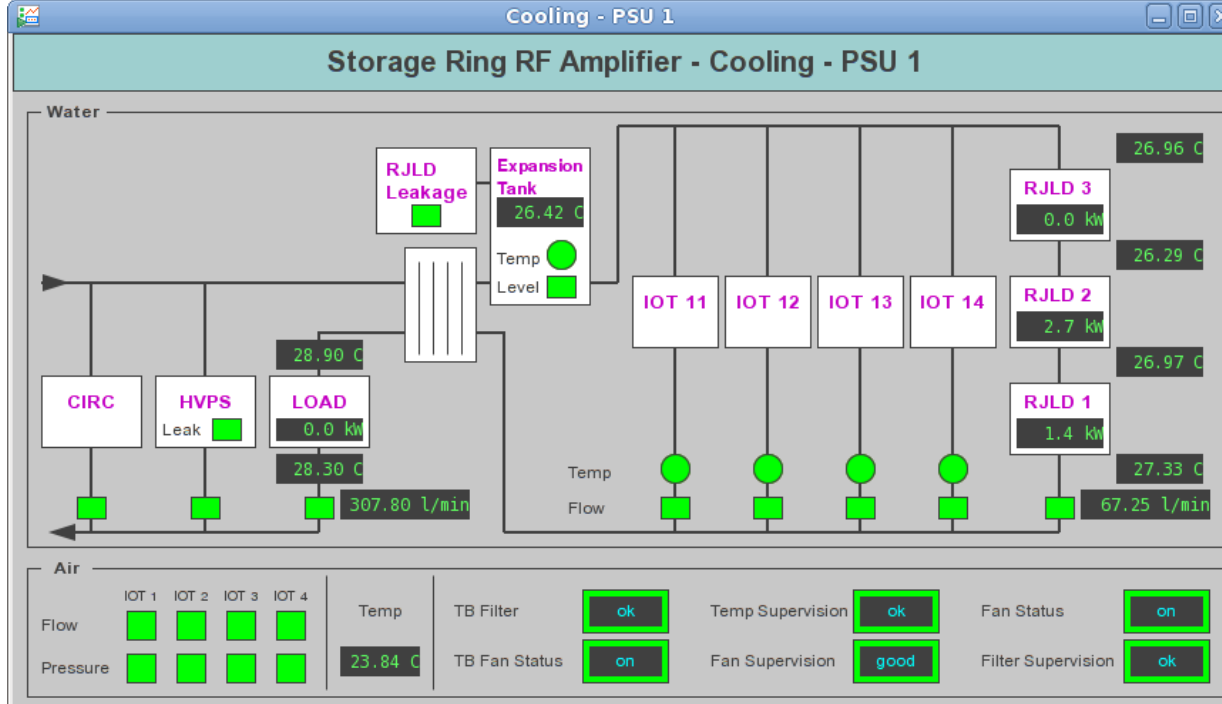 Cooling - PSU 1
Storage Ring RF Amplifier - Cooling - PSU 1
Water
RJLD
Leakage
Expansion
Tank
26.42 C
Temp
Level
26.96 C
RJLD 3
0.0 kW
26.29 C
IOT 11
IOT 12
IOT 13
IOT 14
RJLD 2
2.7 kW
26.97 C
28.90 C
CIRC
HVPS
Leak
LOAD
0.0 kW
RJLD 1
1.4 kW
28.30 C
Temp
27.33 C
307.80 l/min
Flow
67.25 l/min
Air
IOT 1 IOT 2 IOT 3 IOT 4
Flow
Pressure
Temp
23.84 C
TB Filter ok
Temp Supervision ok
Fan Status on
TB Fan Status on
Fan Supervision good
Filter Supervision ok